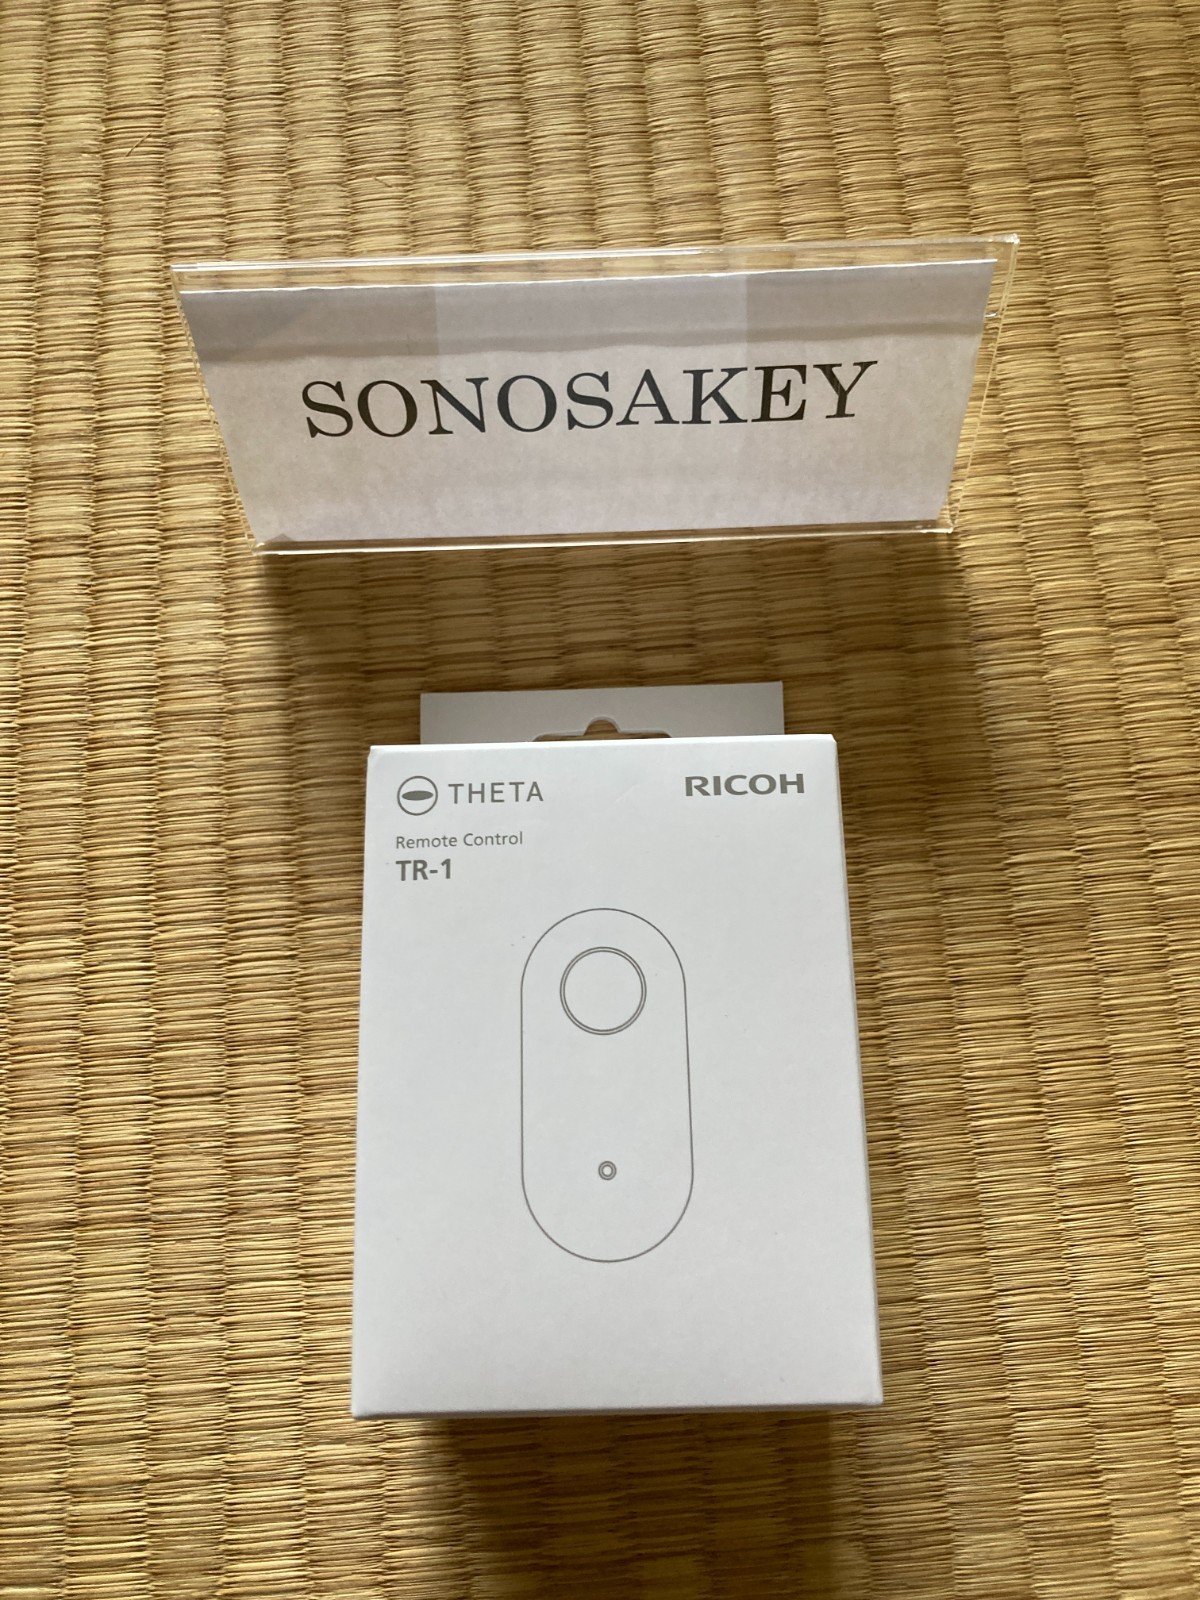 SONOSAKEY
THETA
RICOH
Remote Control
TR-1